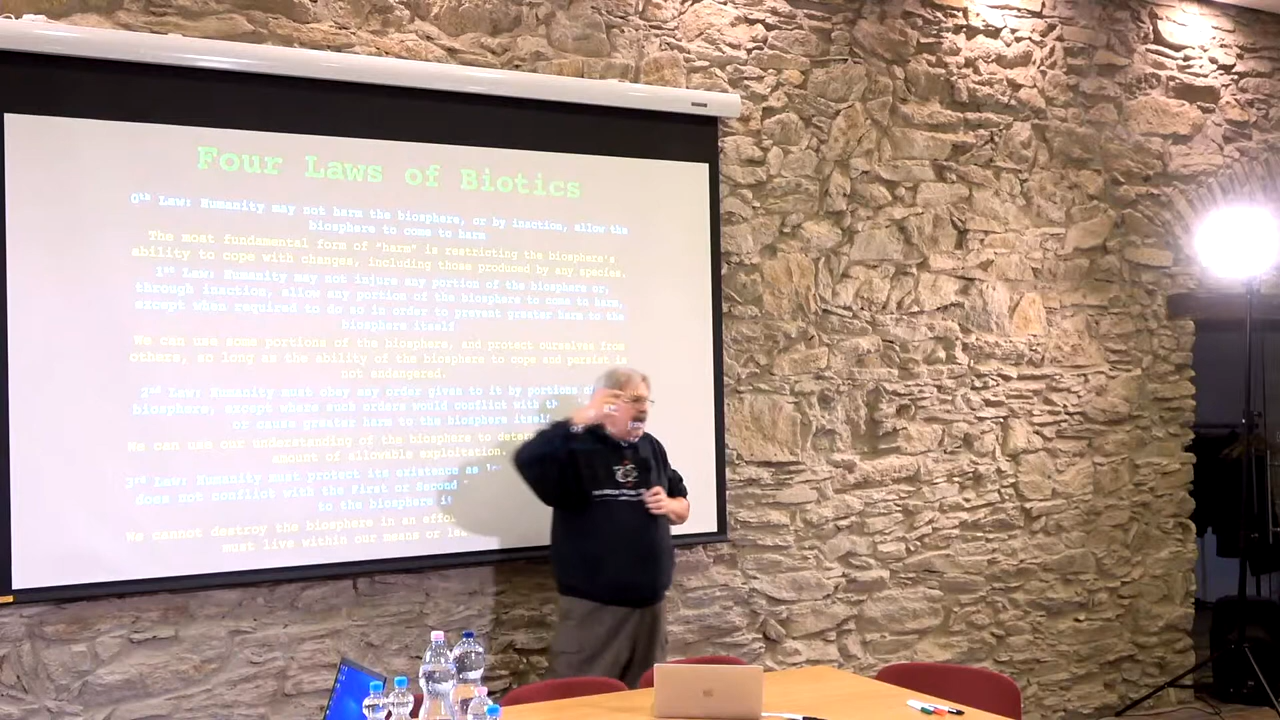 Four Laws of Biotics
0th Law: Humanity may not harm the biosphere, or by inaction, allow the
biosphere to come to harm
The most fundamental form of "harm" is restricting the biosphere's
ability to cope with changes, including those produced by any species.
1st Law: Humanity may not injure any portion of the biosphere or,
through inaction, allow any portion of the biosphere to come to harm,
except when required to do so in order to prevent greater harm to the
biosphere itself
We can use some portions of the biosphere, and protect ourselves from
others, so long as the ability of the biosphere to cope and persist is
not endangered.
2nd Law: Humanity must obey any order given to it by portions
biosphere, except where such orders would conflict with
or cause greater harm to the biosphere itself
We can use our understanding of the biosphere to
amount of allowable exploitation.
3rd Law: Humanity must protect its existence as
does not conflict with the First or Second
to the biosphere
We cannot destroy the biosphere in an
must live within our means or